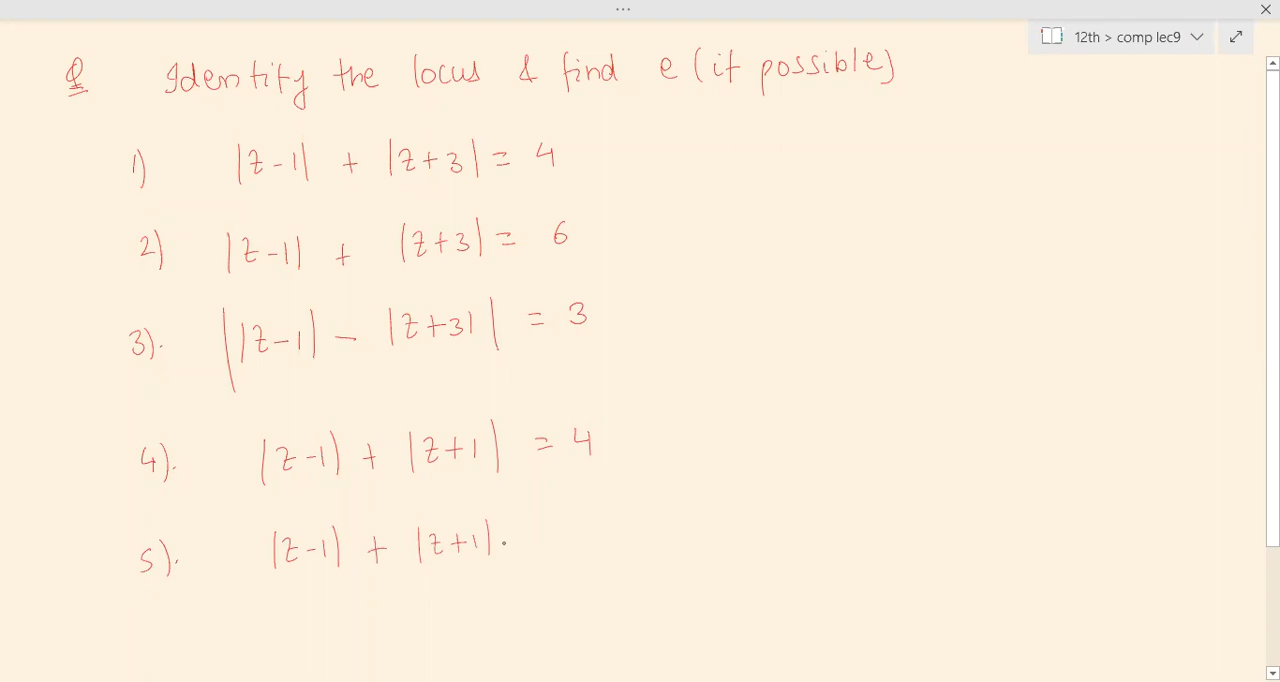 12th > comp lec9
Q Identify the locus & find e (if possible)
1) |z-1| + |z+3| = 4
2) |z-1| + |z+3| = 6
3). ||z-1| - |z+3|| = 3
4). |z-1| + |z+1| = 4
5). |z-1| + |z+1|